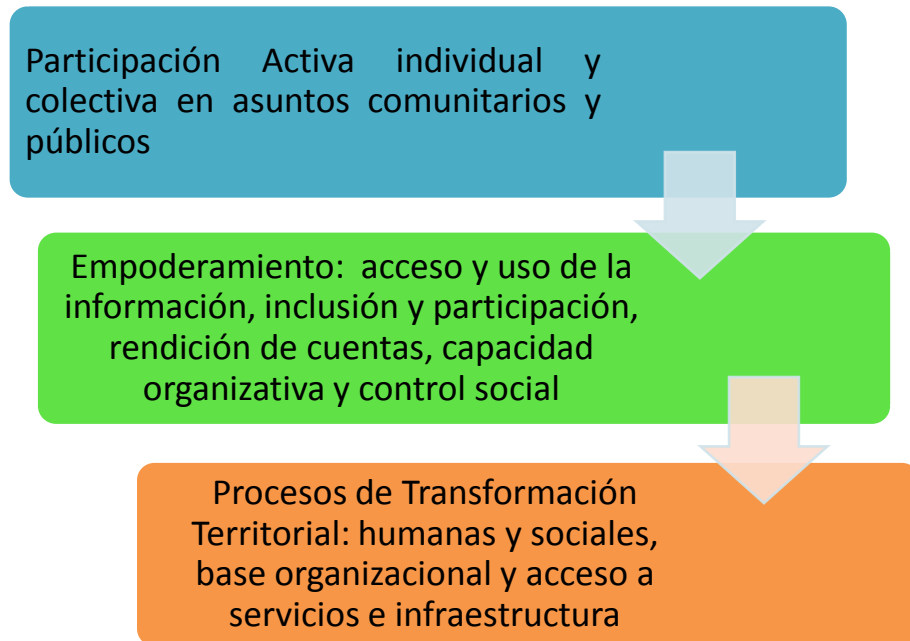 Participación Activa individual y
colectiva en asuntos comunitarios y
públicos
Empoderamiento: acceso y uso de la
información, inclusión y participación,
rendición de cuentas, capacidad
organizativa y control social
Procesos de Transformación
Territorial: humanas y sociales,
base organizacional y acceso a
servicios e infraestructura